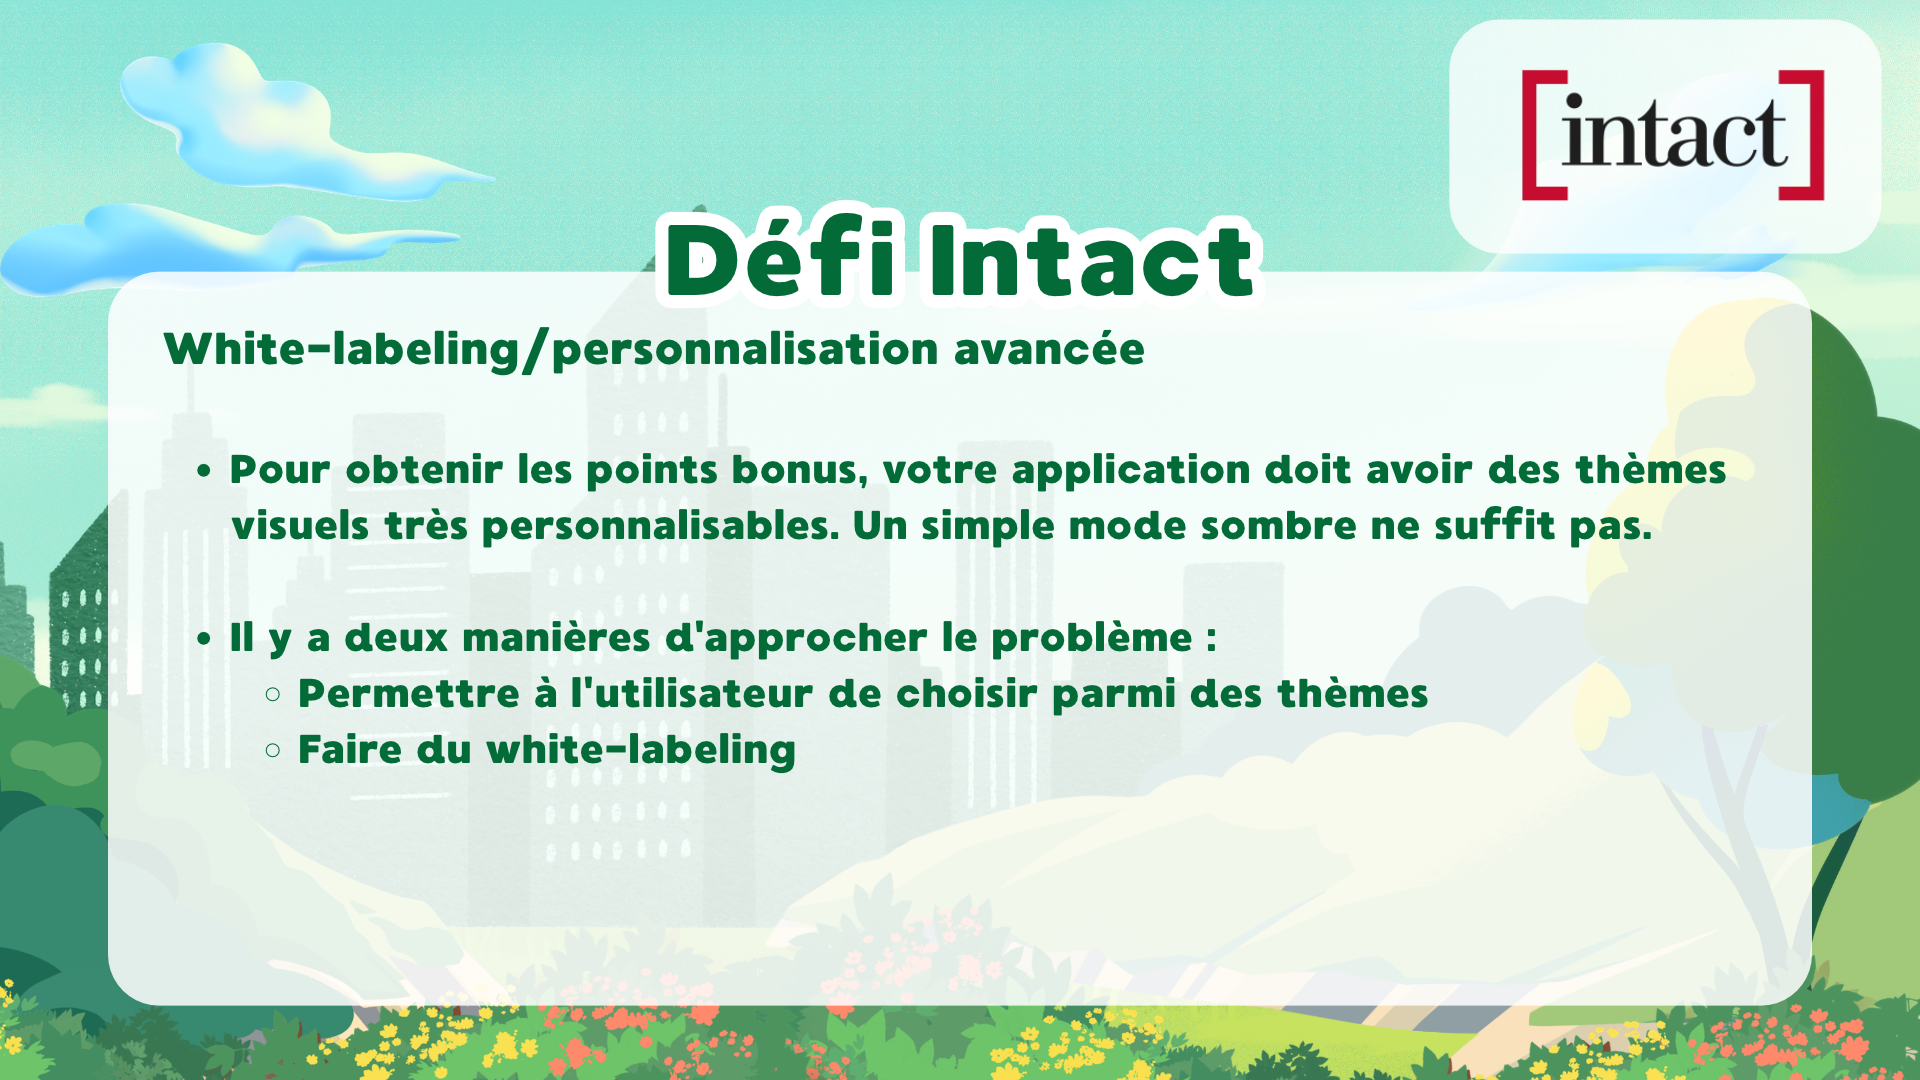 [intact]
Défi Intact
White-labeling/personnalisation avancée
• Pour obtenir les points bonus, votre application doit avoir des thèmes
visuels très personnalisables. Un simple mode sombre ne suffit pas.
• Il y a deux manières d'approcher le problème :
○ Permettre à l'utilisateur de choisir parmi des thèmes
○ Faire du white-labeling